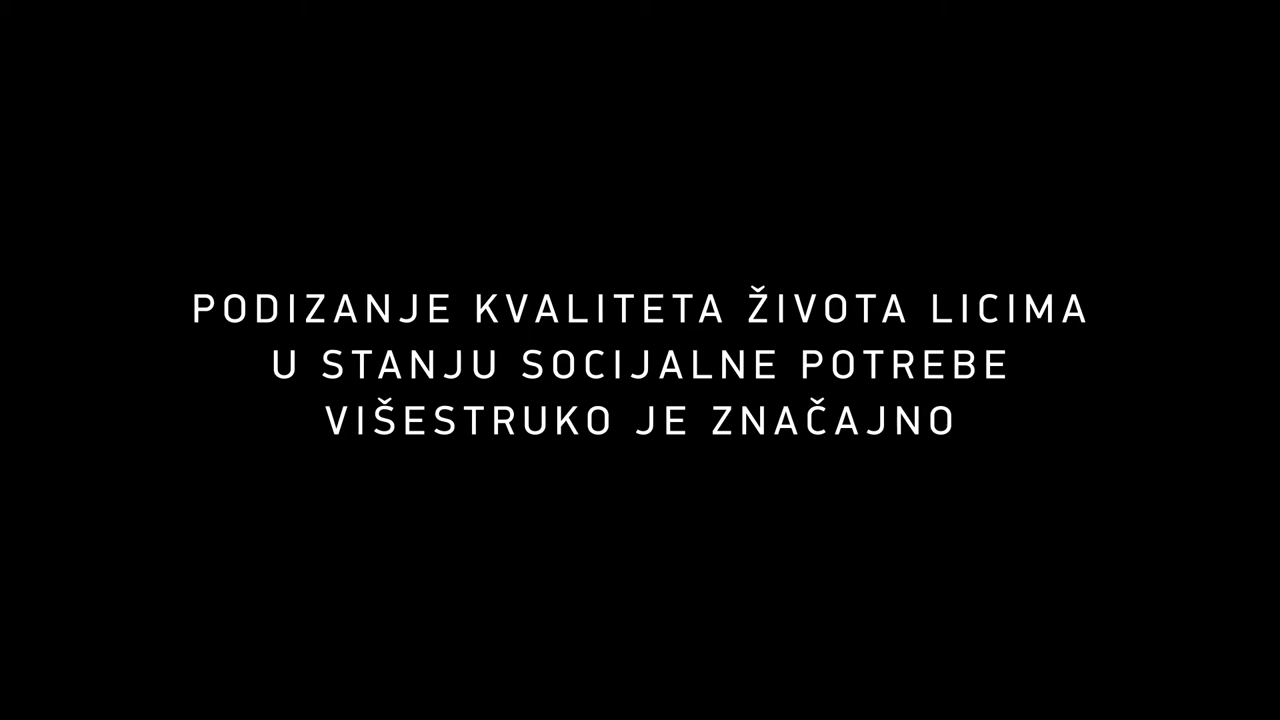 PODIZANJE KVALITETA ŽIVOTA LICIMA
U STANJU SOCIJALNE POTREBE
VIŠESTRUKO JE ZNAČAJNO